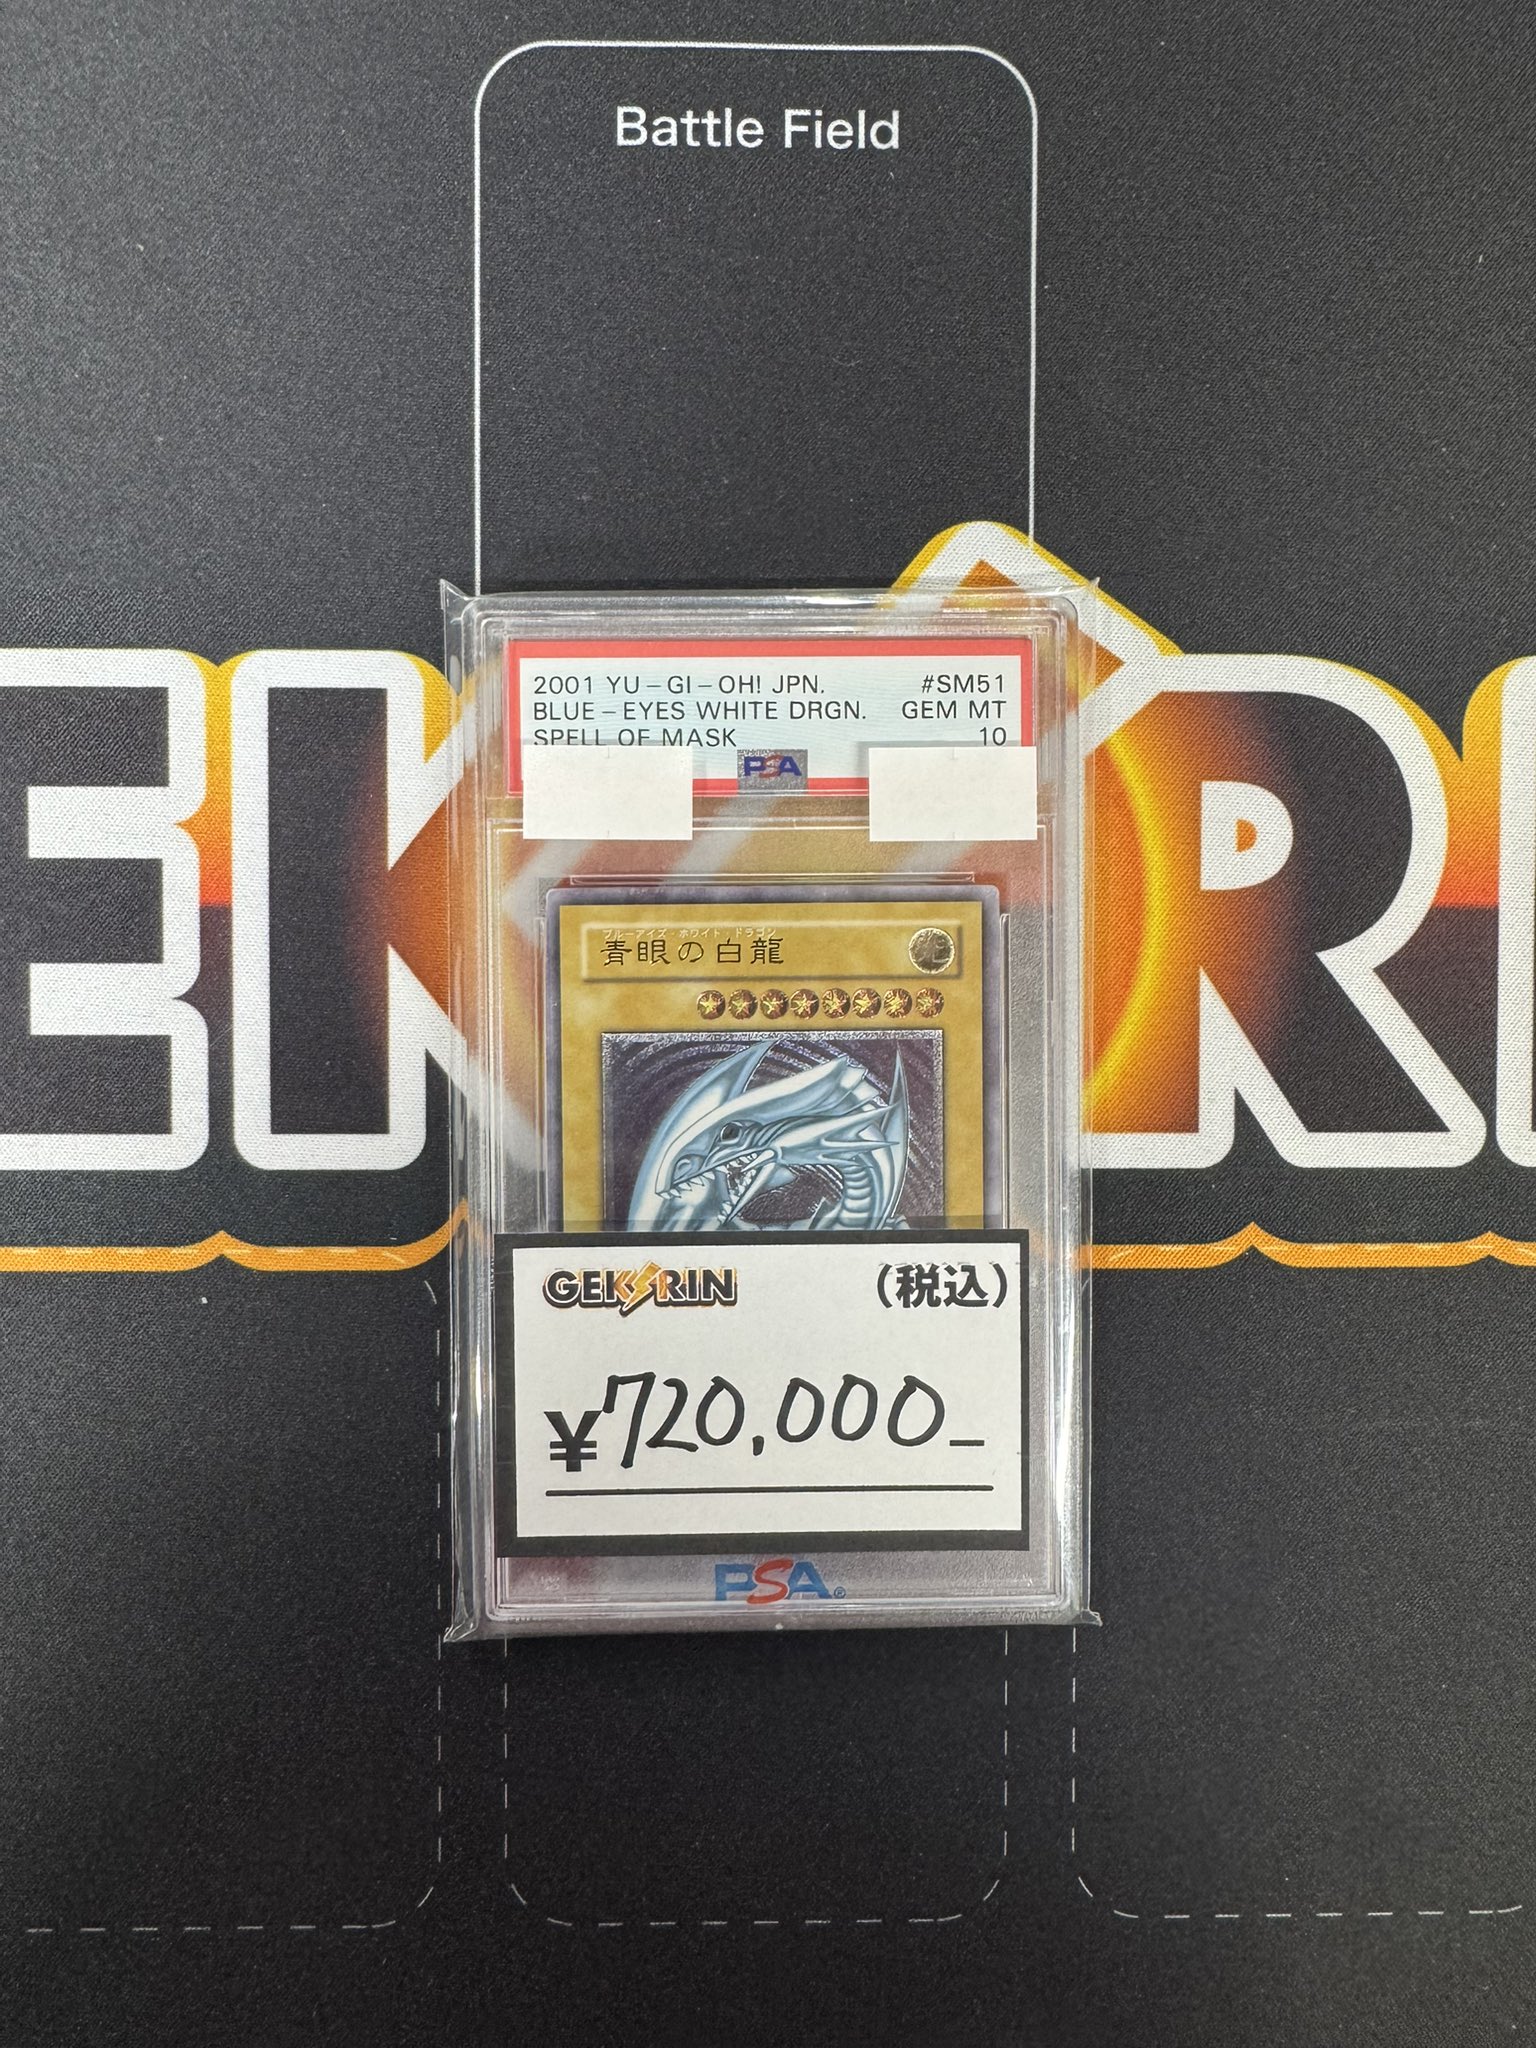 Battle Field
EKRI
2001 YU-GI-OH! JPN. #SM51
BLUE-EYES WHITE DRGN. GEM MT
SPELL OF MASK 10
PSA
ブルーアイズ・ホワイト・ドラゴン
青眼の白龍
光
GEKIRIN (税込)
¥720,000-
PSA®